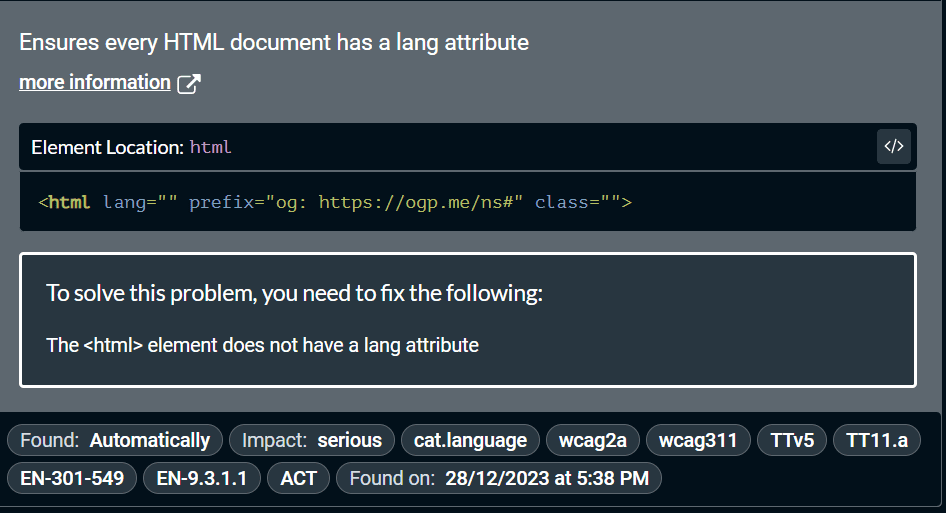 Ensures every HTML document has a lang attribute
more information
Element Location: html
</>
<html lang="" prefix="og: https://ogp.me/ns#" class="">
To solve this problem, you need to fix the following:
The <html> element does not have a lang attribute
Found: Automatically Impact: serious cat.language wcag2a wcag311 TTv5 TT11.a
EN-301-549 EN-9.3.1.1 ACT Found on: 28/12/2023 at 5:38 PM